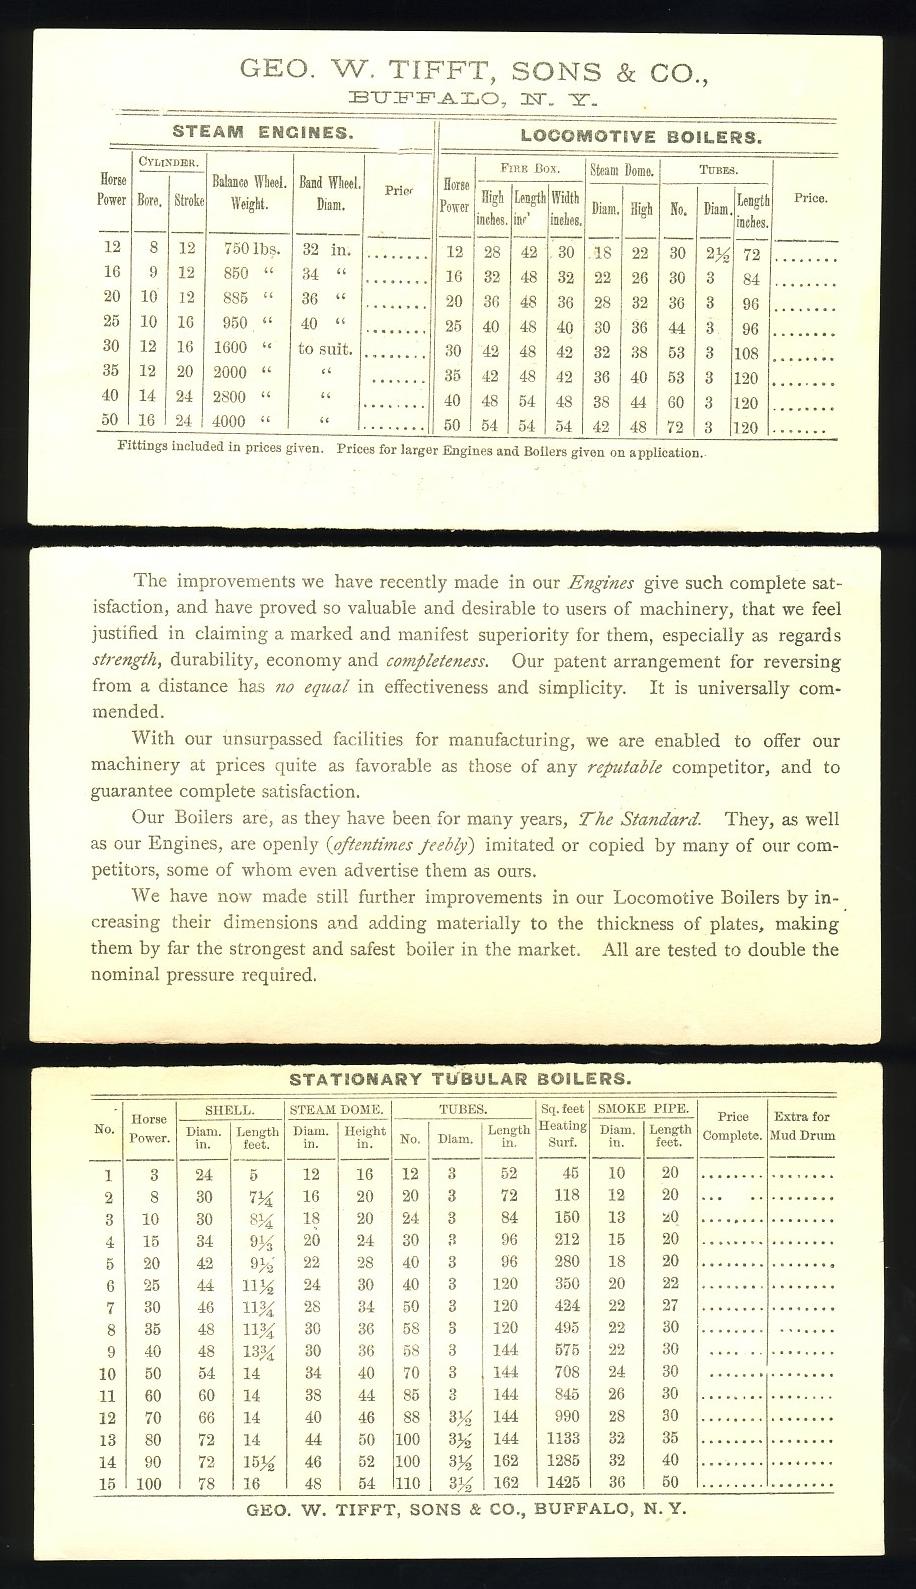 GEO. W. TIFFT, SONS & CO.,
BUFFALO, N. Y.
STEAM ENGINES. LOCOMOTIVE BOILERS.
Horse Power CYLINDER. Bore. Stroke Balance Wheel. Weight. Band Wheel. Diam. Price Horse Power FIRE BOX. High inches. Length inc' Width inches. Steam Dome. Diam. High TUBES. No. Diam. Length inches. Price.
12 8 12 750 lbs. 32 in. ........ 12 28 42 30 18 22 30 2½ 72 ........
16 9 12 850 “ 34 “ ........ 16 32 48 32 22 26 30 3 84 ........
20 10 12 885 “ 36 “ ........ 20 36 48 36 28 32 36 3 96 ........
25 10 16 950 “ 40 “ ........ 25 40 48 40 30 36 44 3 96 ........
30 12 16 1600 “ to suit. ........ 30 42 48 42 32 38 53 3 108 ........
35 12 20 2000 “ “ ....... 35 42 48 42 36 40 53 3 120 ........
40 14 24 2800 “ “ ........ 40 48 54 48 38 44 60 3 120 ........
50 16 24 4000 “ “ ........ 50 54 54 54 42 48 72 3 120 .......
Fittings included in prices given. Prices for larger Engines and Boilers given on application.
The improvements we have recently made in our Engines give such complete sat-
isfaction, and have proved so valuable and desirable to users of machinery, that we feel
justified in claiming a marked and manifest superiority for them, especially as regards
strength, durability, economy and completeness. Our patent arrangement for reversing
from a distance has no equal in effectiveness and simplicity. It is universally com-
mended.
With our unsurpassed facilities for manufacturing, we are enabled to offer our
machinery at prices quite as favorable as those of any reputable competitor, and to
guarantee complete satisfaction.
Our Boilers are, as they have been for many years, The Standard. They, as well
as our Engines, are openly (oftentimes feebly) imitated or copied by many of our com-
petitors, some of whom even advertise them as ours.
We have now made still further improvements in our Locomotive Boilers by in-
creasing their dimensions and adding materially to the thickness of plates, making
them by far the strongest and safest boiler in the market. All are tested to double the
nominal pressure required.
STATIONARY TUBULAR BOILERS.
No. Horse Power. SHELL. Diam. in. Length feet. STEAM DOME. Diam. in. Height in. TUBES. No. Diam. Length in. Sq. feet Heating Surf. SMOKE PIPE. Diam. in. Length feet. Price Complete. Extra for Mud Drum
1 3 24 5 12 16 12 3 52 45 10 20 ........ ........
2 8 30 7¼ 16 20 20 3 72 118 12 20 ... .. ........
3 10 30 8¼ 18 20 24 3 84 150 13 20 ........ ........
4 15 34 9⅓ 20 24 30 3 96 212 15 20 ........ ........
5 20 42 9½ 22 28 40 3 96 280 18 20 ........ ........
6 25 44 11½ 24 30 40 3 120 350 20 22 ........ ........
7 30 46 11¾ 28 34 50 3 120 424 22 27 ........ ........
8 35 48 11¾ 30 36 58 3 120 495 22 30 ........ .......
9 40 48 13¾ 30 36 58 3 144 575 22 30 .... .. . ........
10 50 54 14 34 40 70 3 144 708 24 30 ....... ........
11 60 60 14 38 44 85 3 144 845 26 30 ........ ........
12 70 66 14 40 46 88 3½ 144 990 28 30 ........ ........
13 80 72 14 44 50 100 3½ 144 1133 32 35 ........ ........
14 90 72 15½ 46 52 100 3½ 162 1285 32 40 ........ ........
15 100 78 16 48 54 110 3½ 162 1425 36 50 ........ ........
GEO. W. TIFFT, SONS & CO., BUFFALO, N. Y.